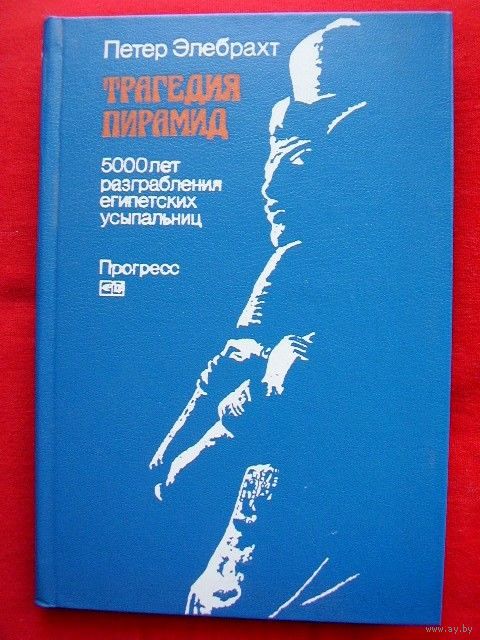 Петер Элебрахт
ТРАГЕДИЯ
ПИРАМИД
5000 лет
разграбления
египетских
усыпальниц
Прогресс
www.ay.by